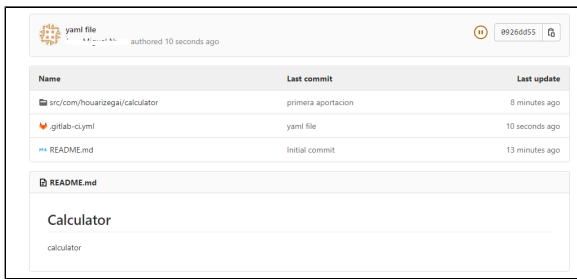 yaml file
authored 10 seconds ago
0926dd55
Name Last commit Last update
src/com/houarizegai/calculator primera aportacion 8 minutes ago
.gitlab-ci.yml yaml file 10 seconds ago
README.md Initial commit 13 minutes ago
README.md
Calculator
calculator